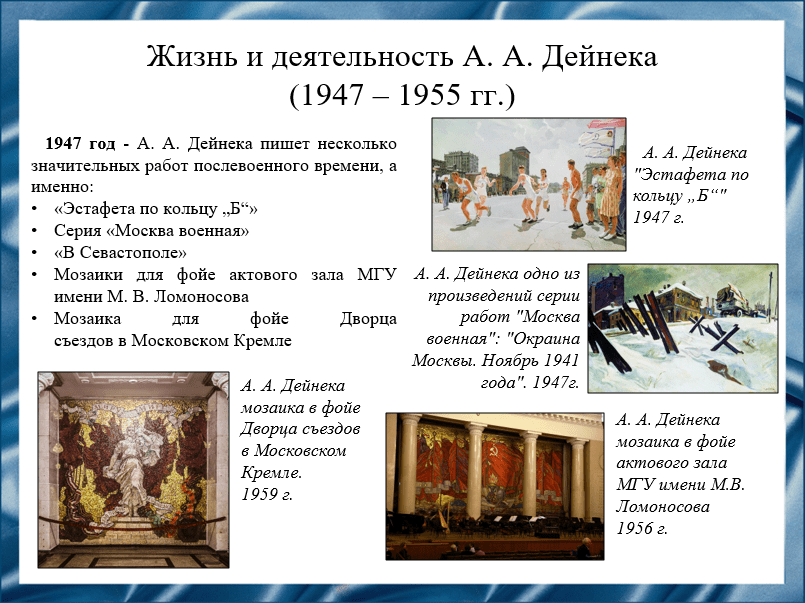 Жизнь и деятельность А. А. Дейнека
(1947 – 1955 гг.)
1947 год - А. А. Дейнека пишет несколько
значительных работ послевоенного времени, а
именно:
• «Эстафета по кольцу „Б“»
• Серия «Москва военная»
• «В Севастополе»
• Мозаики для фойе актового зала МГУ
имени М. В. Ломоносова
• Мозаика для фойе Дворца
съездов в Московском Кремле
А. А. Дейнека
"Эстафета по
кольцу „Б“"
1947 г.
А. А. Дейнека одно из
произведений серии
работ "Москва
военная": "Окраина
Москвы. Ноябрь 1941
года". 1947г.
А. А. Дейнека
мозаика в фойе
Дворца съездов
в Московском
Кремле.
1959 г.
А. А. Дейнека
мозаика в фойе
актового зала
МГУ имени М.В.
Ломоносова
1956 г.